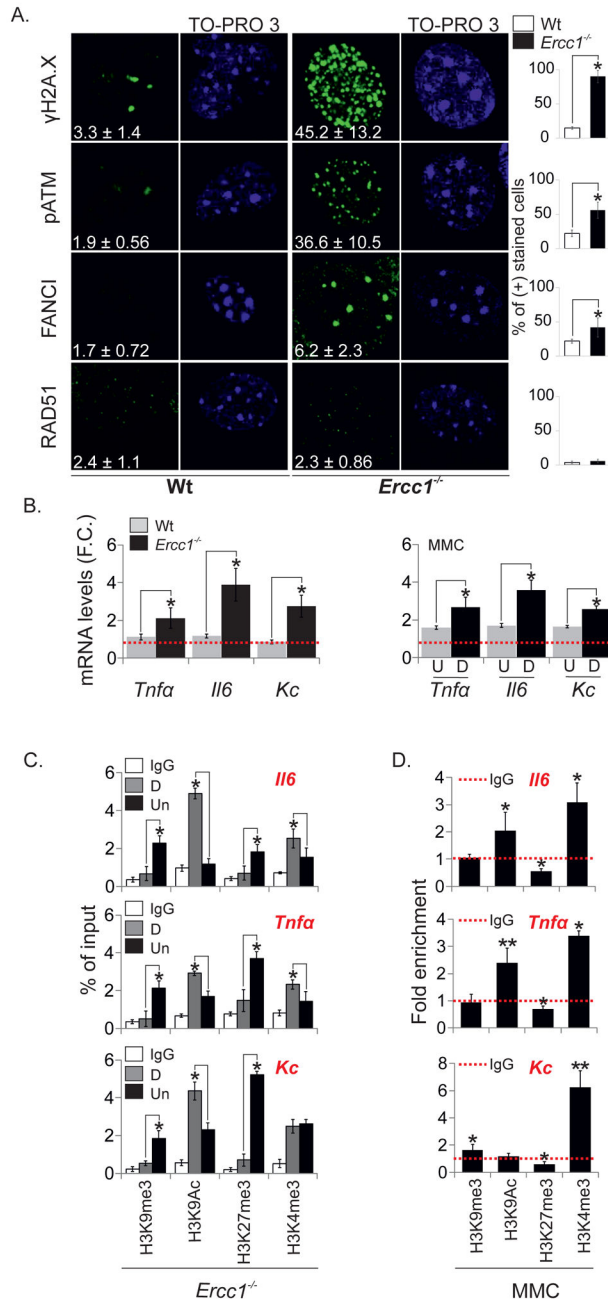 A.
TO-PRO 3
TO-PRO 3
Wt
Ercc1-/-
γH2A.X
3.3 ± 1.4
45.2 ± 13.2
100
50
0
*
pATM
1.9 ± 0.56
36.6 ± 10.5
100
50
0
*
FANCI
1.7 ± 0.72
6.2 ± 2.3
100
50
0
*
RAD51
2.4 ± 1.1
2.3 ± 0.86
100
50
0
% of (+) stained cells
Wt
Ercc1-/-
B.
mRNA levels (F.C.)
Wt
Ercc1-/-
6
4
2
0
*
*
*
Tnfα
Il6
Kc
MMC
6
4
2
0
*
*
*
U D
U D
U D
Tnfα
Il6
Kc
C.
% of input
IgG
D
Un
Il6
6
4
2
0
*
*
*
*
Tnfα
6
4
2
0
*
*
*
*
IgG
D
Un
Kc
6
4
2
0
*
*
*
H3K9me3
H3K9Ac
H3K27me3
H3K4me3
Ercc1-/-
D.
Fold enrichment
IgG
Il6
4
3
2
1
0
*
*
*
IgG
Tnfα
4
3
2
1
0
**
*
*
IgG
Kc
8
6
4
2
0
*
*
**
H3K9me3
H3K9Ac
H3K27me3
H3K4me3
MMC